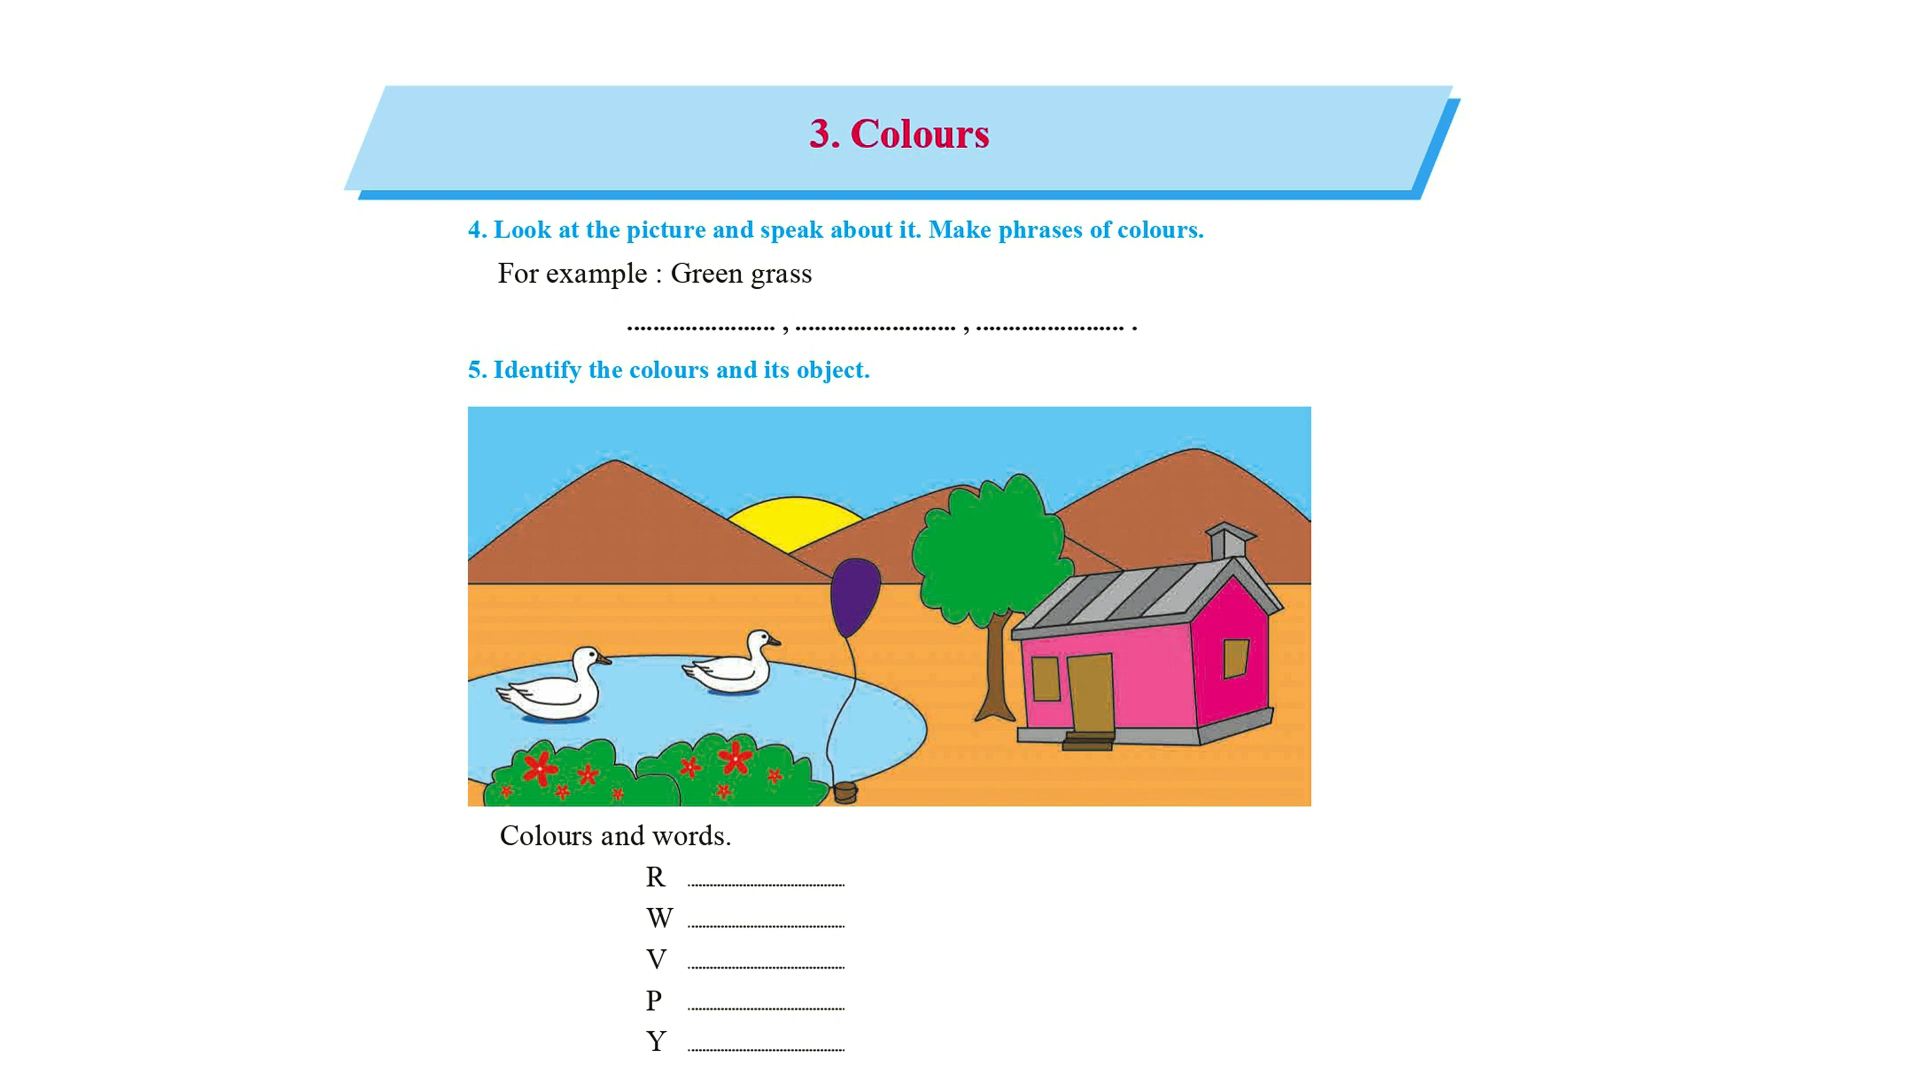 3. Colours
4. Look at the picture and speak about it. Make phrases of colours.
For example : Green grass
....................... , ......................... , ....................... .
5. Identify the colours and its object.
Colours and words.
R ..........................
W ..........................
V ..........................
P ..........................
Y ..........................